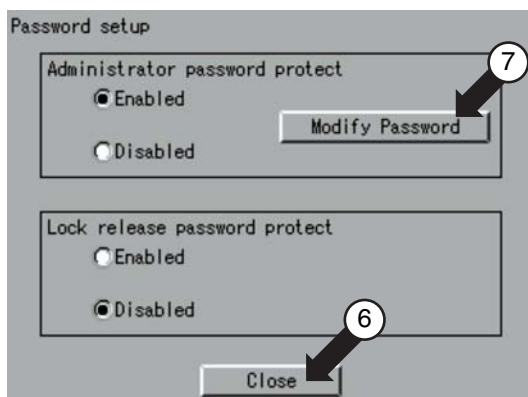 Password setup
Administrator password protect
7
Enabled
Modify Password
Disabled
Lock release password protect
Enabled
Disabled
6
Close